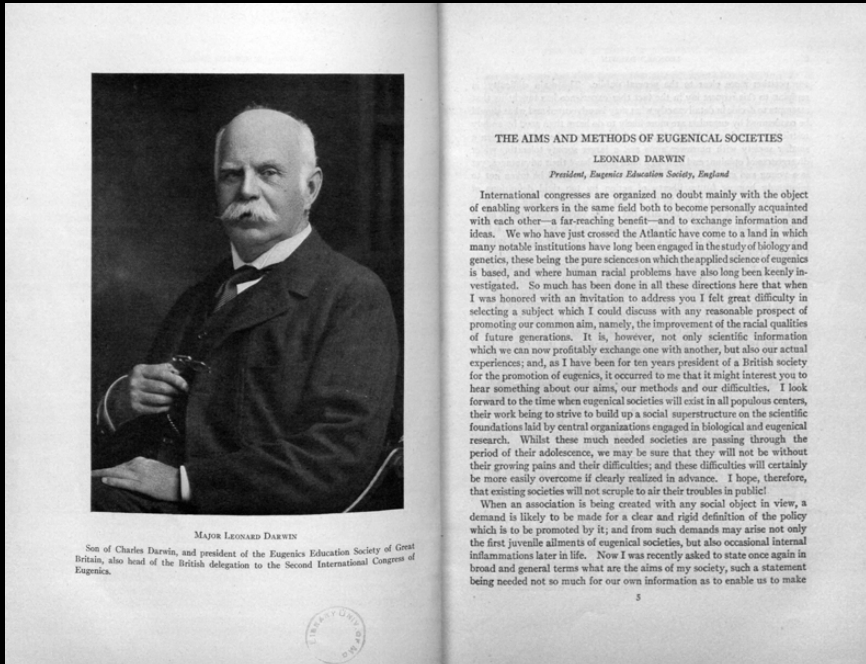 MAJOR LEONARD DARWIN
Son of Charles Darwin, and president of the Eugenics Education Society of Great
Britain, also head of the British delegation to the Second International Congress of
Eugenics.
LIBRARY UNIV. OF MO
THE AIMS AND METHODS OF EUGENICAL SOCIETIES
LEONARD DARWIN
President, Eugenics Education Society, England
International congresses are organized no doubt mainly with the object
of enabling workers in the same field both to become personally acquainted
with each other—a far-reaching benefit—and to exchange information and
ideas. We who have just crossed the Atlantic have come to a land in which
many notable institutions have long been engaged in the study of biology and
genetics, these being the pure sciences on which the applied science of eugenics
is based, and where human racial problems have also long been keenly in-
vestigated. So much has been done in all these directions here that when
I was honored with an invitation to address you I felt great difficulty in
selecting a subject which I could discuss with any reasonable prospect of
promoting our common aim, namely, the improvement of the racial qualities
of future generations. It is, however, not only scientific information
which we can now profitably exchange one with another, but also our actual
experiences; and, as I have been for ten years president of a British society
for the promotion of eugenics, it occurred to me that it might interest you to
hear something about our aims, our methods and our difficulties. I look
forward to the time when eugenical societies will exist in all populous centers,
their work being to strive to build up a social superstructure on the scientific
foundations laid by central organizations engaged in biological and eugenical
research. Whilst these much needed societies are passing through the
period of their adolescence, we may be sure that they will not be without
their growing pains and their difficulties; and these difficulties will certainly
be more easily overcome if clearly realized in advance. I hope, therefore,
that existing societies will not scruple to air their troubles in public!
When an association is being created with any social object in view, a
demand is likely to be made for a clear and rigid definition of the policy
which is to be promoted by it; and from such demands may arise not only
the first juvenile ailments of eugenical societies, but also occasional internal
inflammations later in life. Now I was recently asked to state once again in
broad and general terms what are the aims of my society, such a statement
being needed not so much for our own information as to enable us to make
5